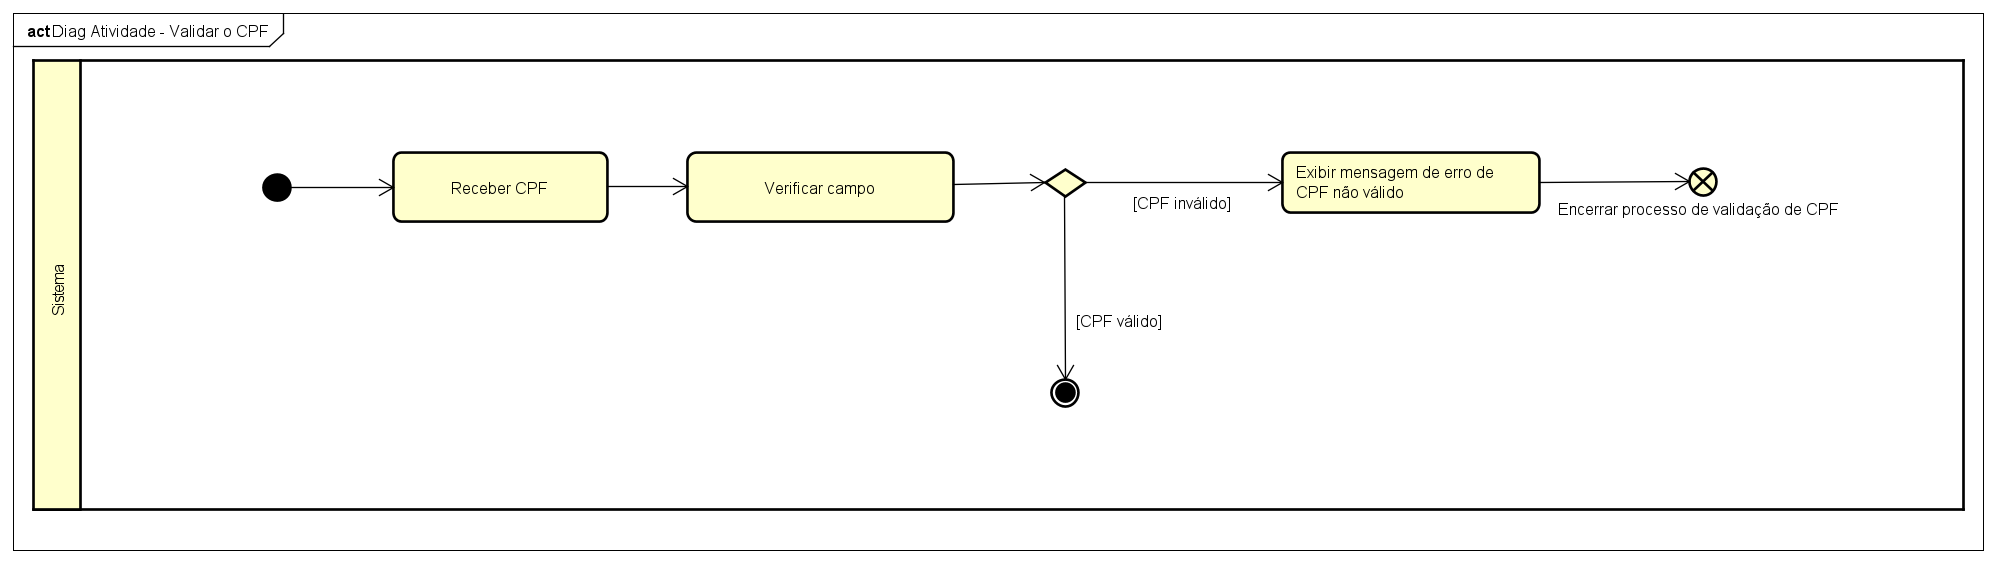 act Diag Atividade - Validar o CPF
Sistema
Receber CPF
Verificar campo
[CPF inválido]
Exibir mensagem de erro de
CPF não válido
Encerrar processo de validação de CPF
[CPF válido]